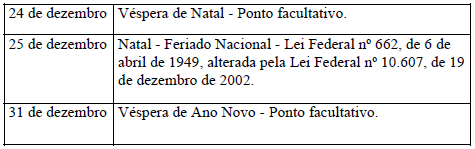 24 de dezembro Véspera de Natal - Ponto facultativo.
25 de dezembro Natal - Feriado Nacional - Lei Federal nº 662, de 6 de
abril de 1949, alterada pela Lei Federal nº 10.607, de 19
de dezembro de 2002.
31 de dezembro Véspera de Ano Novo - Ponto facultativo.